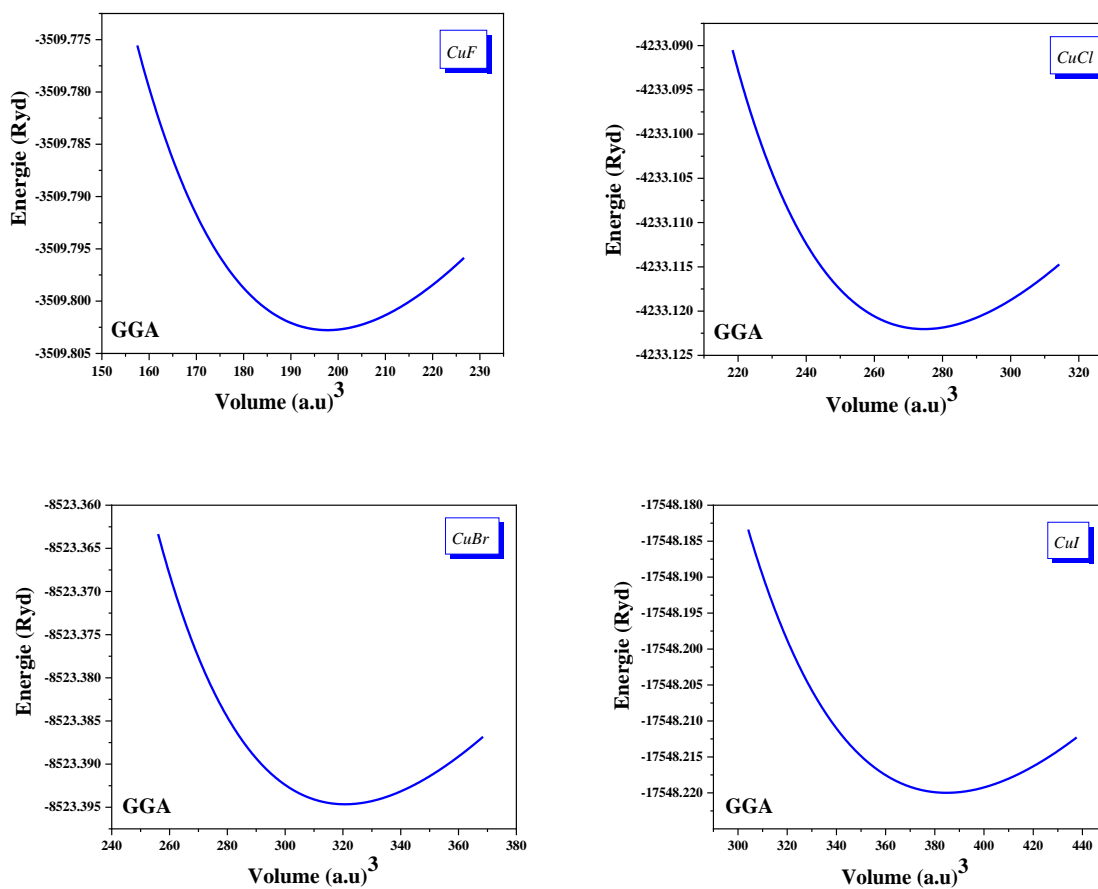 CuF
-3509.775
-3509.780
-3509.785
-3509.790
-3509.795
-3509.800
-3509.805
Energie (Ryd)
GGA
150 160 170 180 190 200 210 220 230
Volume (a.u)3
CuCl
-4233.090
-4233.095
-4233.100
-4233.105
-4233.110
-4233.115
-4233.120
-4233.125
Energie (Ryd)
GGA
220 240 260 280 300 320
Volume (a.u)3
CuBr
-8523.360
-8523.365
-8523.370
-8523.375
-8523.380
-8523.385
-8523.390
-8523.395
Energie (Ryd)
GGA
240 260 280 300 320 340 360 380
Volume (a.u)3
CuI
-17548.180
-17548.185
-17548.190
-17548.195
-17548.200
-17548.205
-17548.210
-17548.215
-17548.220
Energie (Ryd)
GGA
300 320 340 360 380 400 420 440
Volume (a.u)3